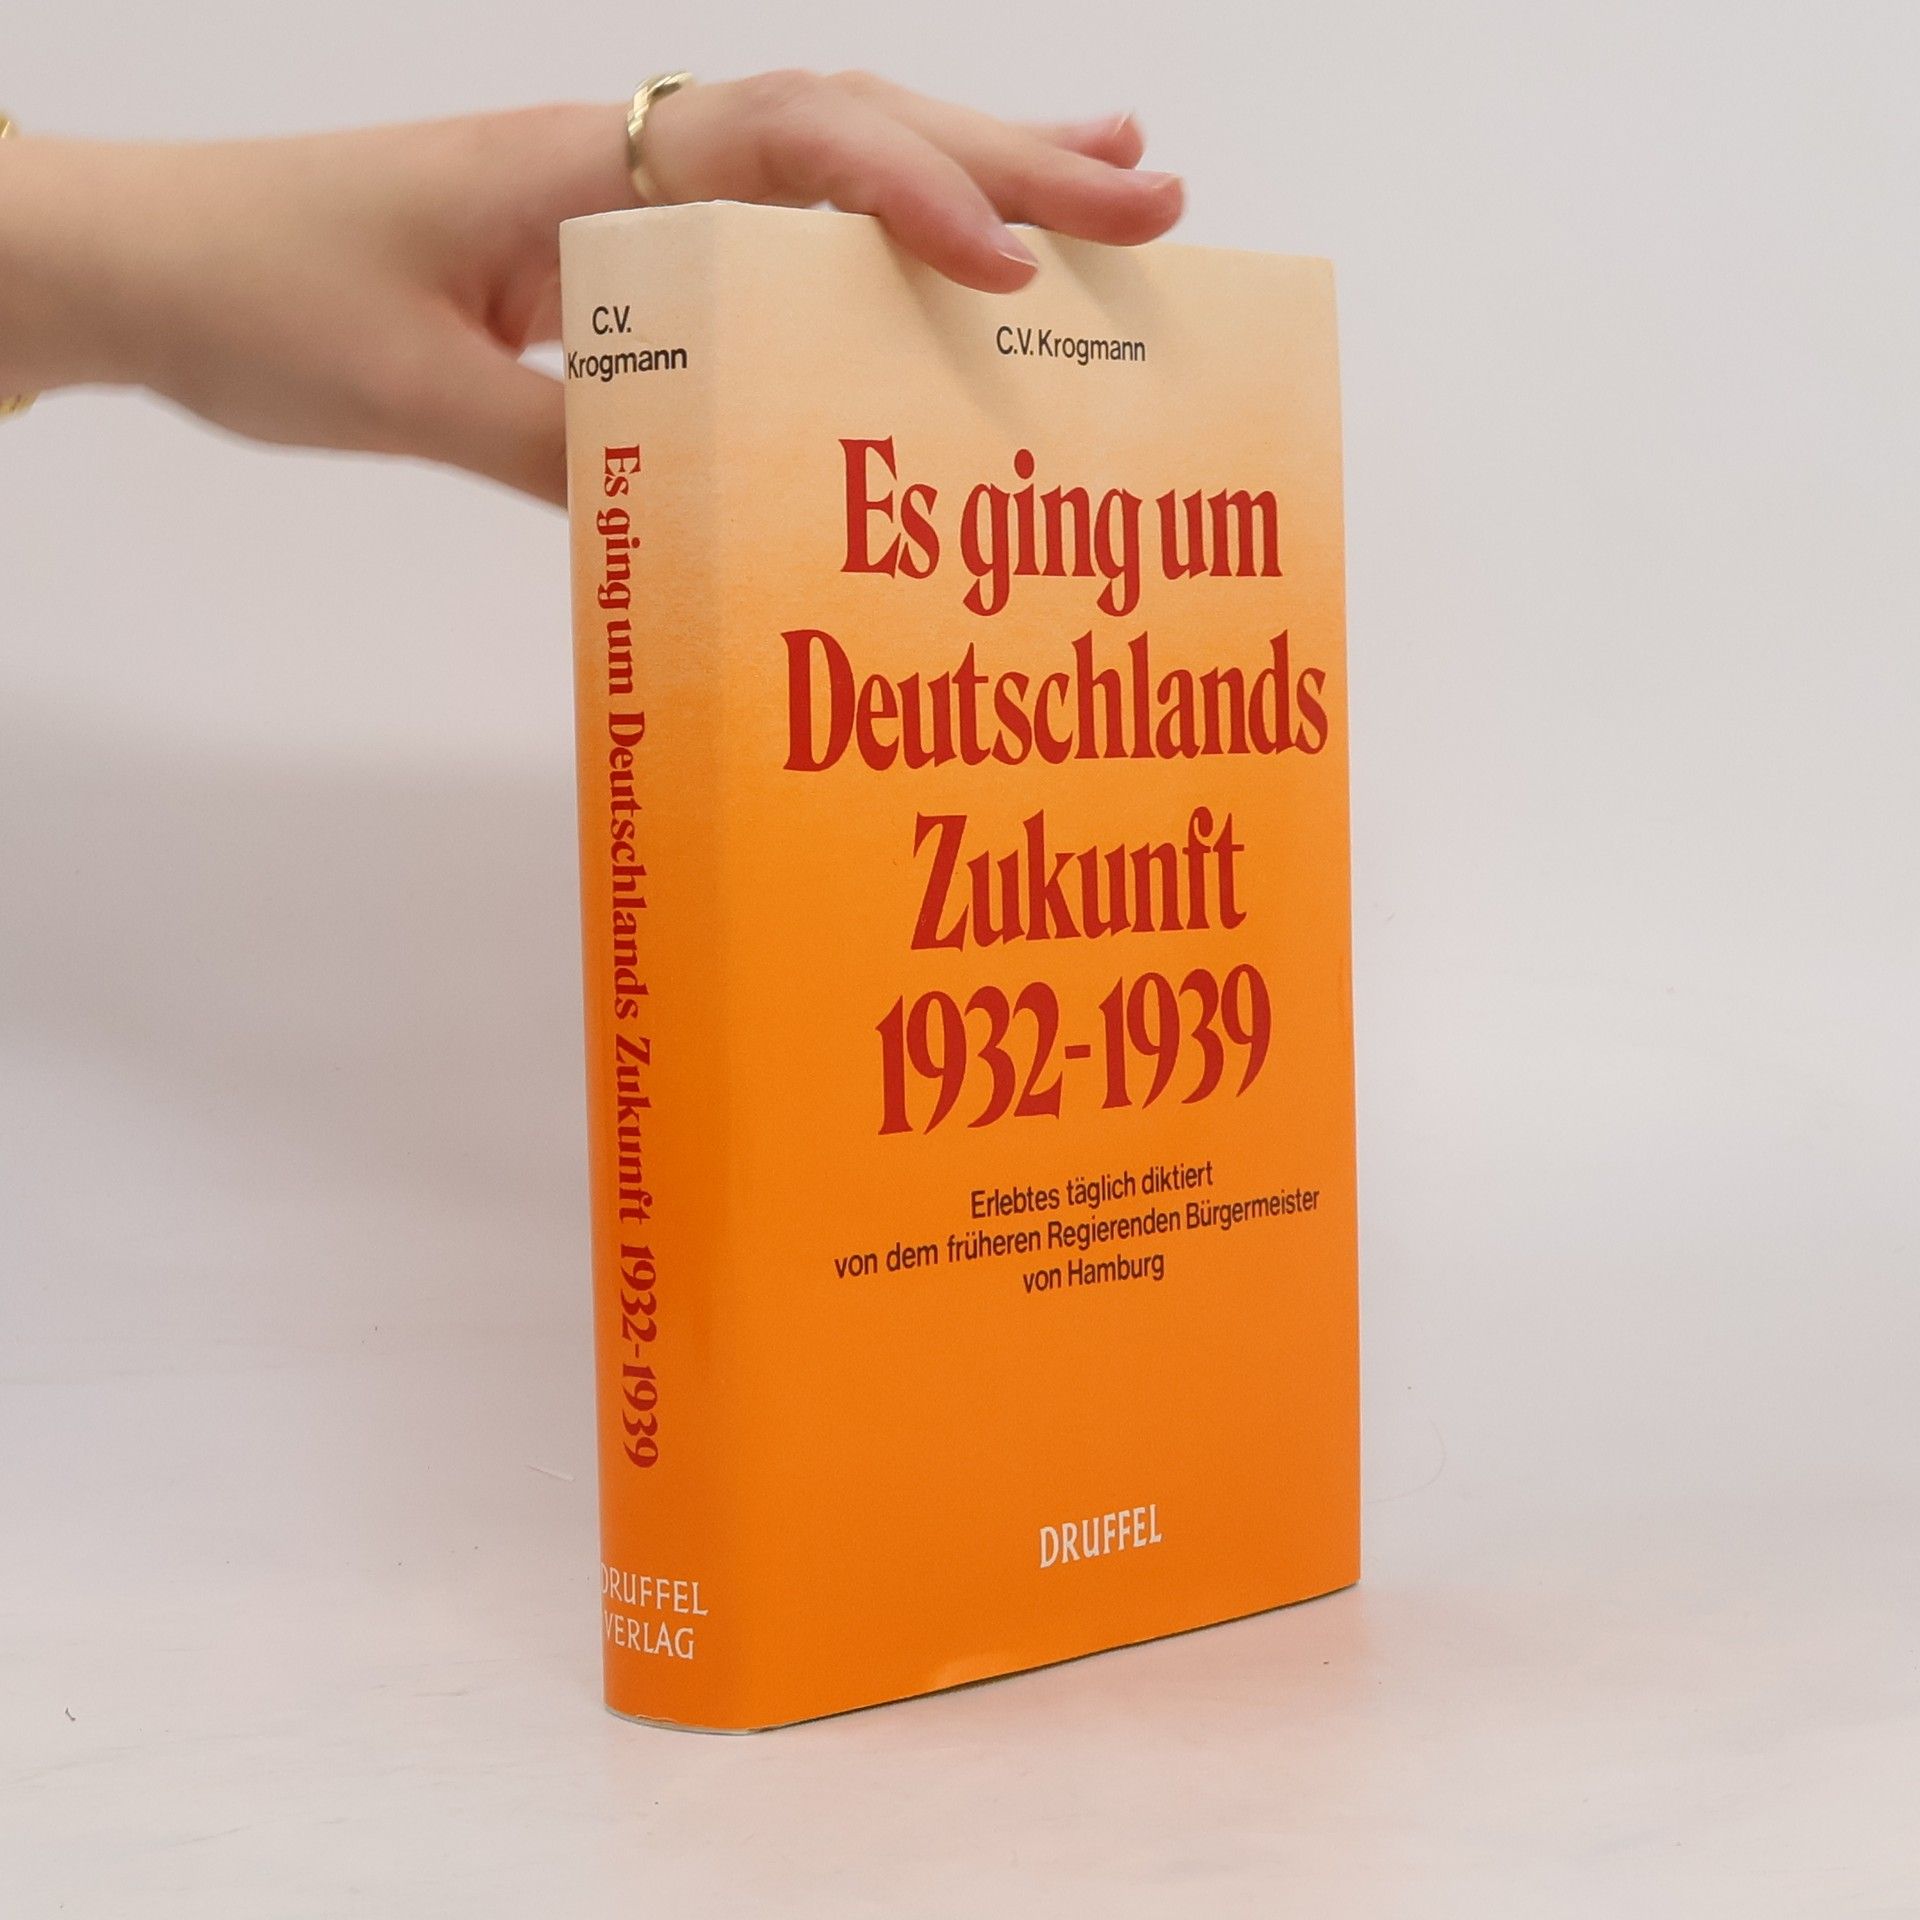 C.V.
Krogmann
Es ging um Deutschlands Zukunft 1932-1939
DRUFFEL
VERLAG
C.V. Krogmann
Es ging um
Deutschlands
Zukunft
1932-1939
Erlebtes täglich diktiert
von dem früheren Regierenden Bürgermeister
von Hamburg
DRUFFEL